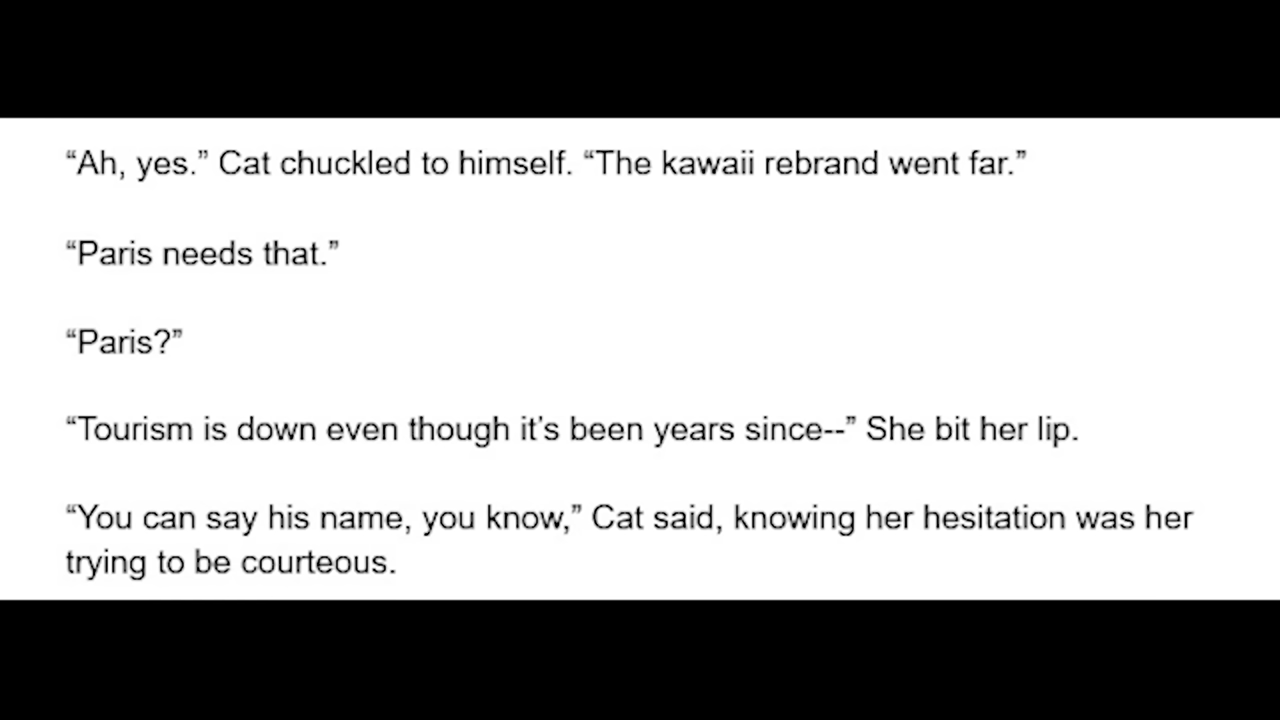 “Ah, yes.” Cat chuckled to himself. “The kawaii rebrand went far.”
“Paris needs that.”
“Paris?”
“Tourism is down even though it’s been years since--” She bit her lip.
“You can say his name, you know,” Cat said, knowing her hesitation was her
trying to be courteous.